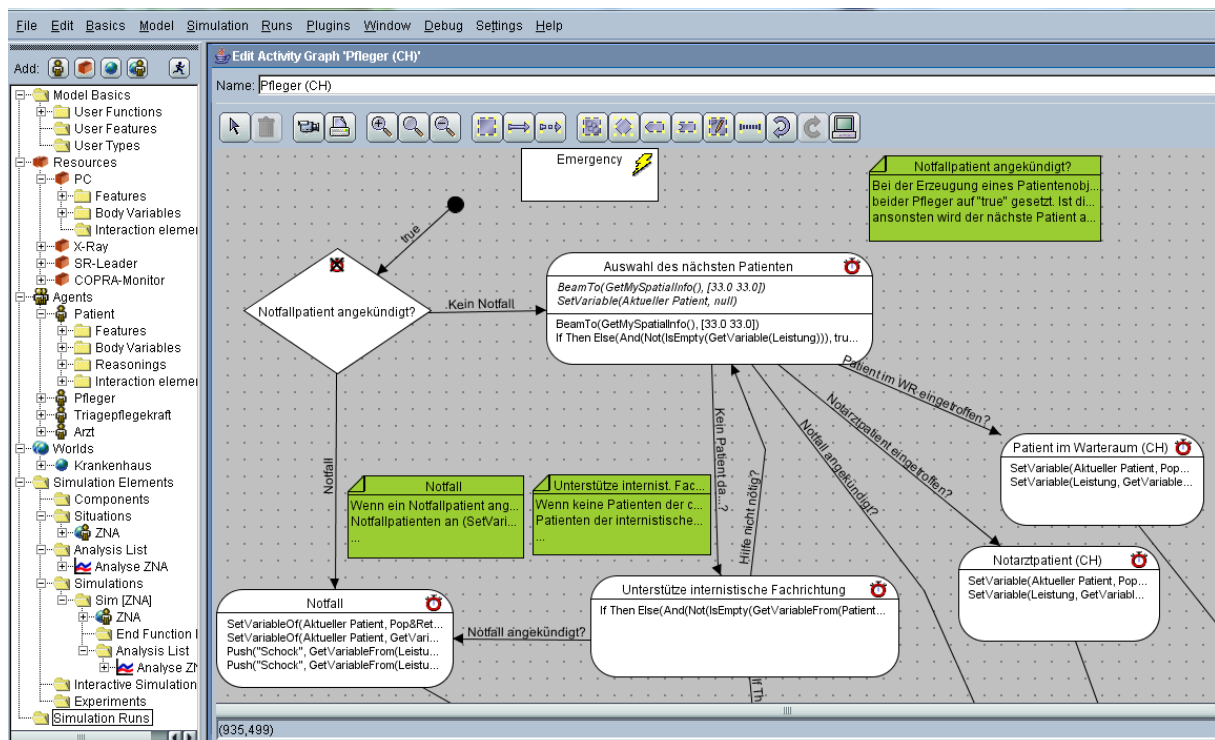 File Edit Basics Model Simulation Runs Plugins Window Debug Settings Help
Add:
Model Basics
User Functions
User Features
User Types
Resources
PC
Features
Body Variables
Interaction elemer
X-Ray
SR-Leader
COPRA-Monitor
Agents
Patient
Features
Body Variables
Reasonings
Interaction elemer
Pfleger
Triagepflegekraft
Arzt
Worlds
Krankenhaus
Simulation Elements
Components
Situations
ZNA
Analysis List
Analyse ZNA
Simulations
Sim [ZNA]
ZNA
End Function
Analysis List
Analyse ZN
Interactive Simulation
Experiments
Simulation Runs
Edit Activity Graph 'Pfleger (CH)'
Name: Pfleger (CH)
Emergency
Notfallpatient angekündigt?
Bei der Erzeugung eines Patientenobj...
beider Pfleger auf "true" gesetzt. Ist di...
ansonsten wird der nächste Patient a...
true
Notfallpatient angekündigt?
Kein Notfall
Auswahl des nächsten Patienten
BeamTo(GetMySpatialInfo(), [33.0 33.0])
SetVariable(Aktueller Patient, null)
BeamTo(GetMySpatialInfo(), [33.0 33.0])
If Then Else(And(Not(IsEmpty(GetVariable(Leistung))), tru...
Patient im WR eingetroffen?
Notarztpatient eingetroffen?
Notfall angekündigt?
Kein Patient da ...?
Hilfe nicht nötig?
Notfall
Patient im Warteraum (CH)
SetVariable(Aktueller Patient, Pop...
SetVariable(Leistung, GetVariable...
Notfall
Wenn ein Notfallpatient ang...
Notfallpatienten an (SetVari...
...
Unterstütze internist. Fac...
Wenn keine Patienten der c...
Patienten der internistische...
...
Notarztpatient (CH)
SetVariable(Aktueller Patient, Pop...
SetVariable(Leistung, GetVariabl...
Notfall
SetVariableOf(Aktueller Patient, Pop&Ret...
SetVariableOf(Aktueller Patient, GetVari...
Push("Schock", GetVariableFrom(Leistu...
Push("Schock", GetVariableFrom(Leistu...
Notfall angekündigt?
Unterstütze internistische Fachrichtung
If Then Else(And(Not(IsEmpty(GetVariableFrom(Patient...
If Th
(935,499)